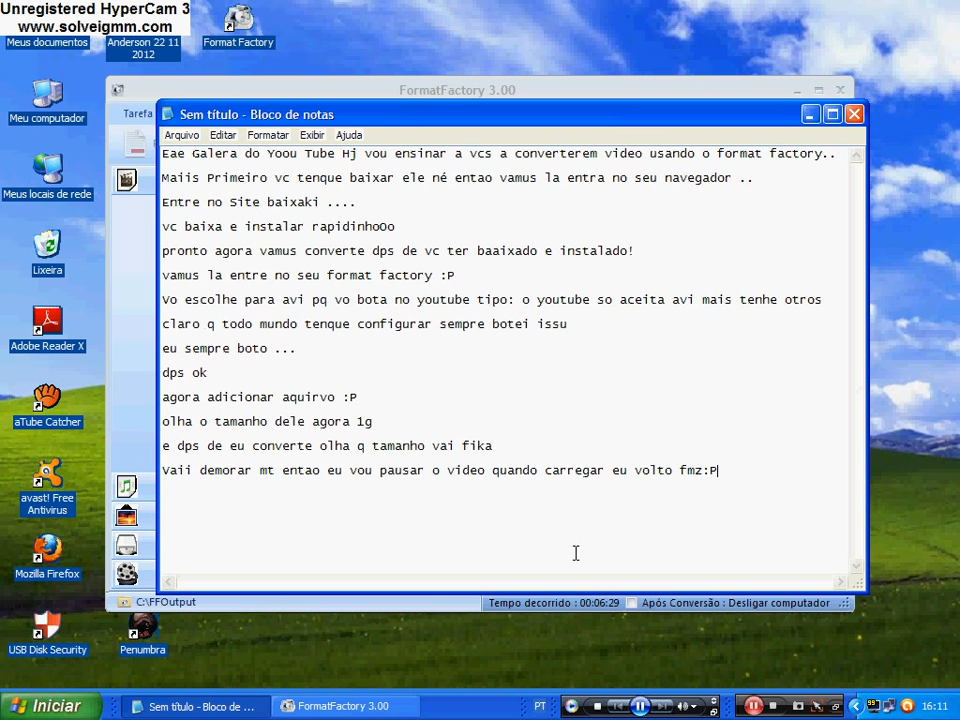 Unregistered HyperCam 3
www.solveigmm.com
Meus documentos
Anderson 22 11
2012
Format Factory
Meu computador
Meus locais de rede
Lixeira
Adobe Reader X
aTube Catcher
avast! Free
Antivirus
Mozilla Firefox
USB Disk Security
Penumbra
FormatFactory 3.00
Tarefa
Sem título - Bloco de notas
Arquivo Editar Formatar Exibir Ajuda
Eae Galera do Yoou Tube Hj vou ensinar a vcs a converterem video usando o format factory..
Maiis Primeiro vc tenque baixar ele né entao vamus la entra no seu navegador ..
Entre no Site baixaki ....
vc baixa e instalar rapidinhoOo
pronto agora vamus converte dps de vc ter baaixado e instalado!
vamus la entre no seu format factory :P
Vo escolhe para avi pq vo bota no youtube tipo: o youtube so aceita avi mais tenhe otros
claro q todo mundo tenque configurar sempre botei issu
eu sempre boto ...
dps ok
agora adicionar aquirvo :P
olha o tamanho dele agora 1g
e dps de eu converte olha q tamanho vai fika
Vaii demorar mt entao eu vou pausar o video quando carregar eu volto fmz:P
C:\FFOutput
Tempo decorrido : 00:06:29
Após Conversão : Desligar computador
Iniciar
Sem título - Bloco de ...
FormatFactory 3.00
PT
99
16:11